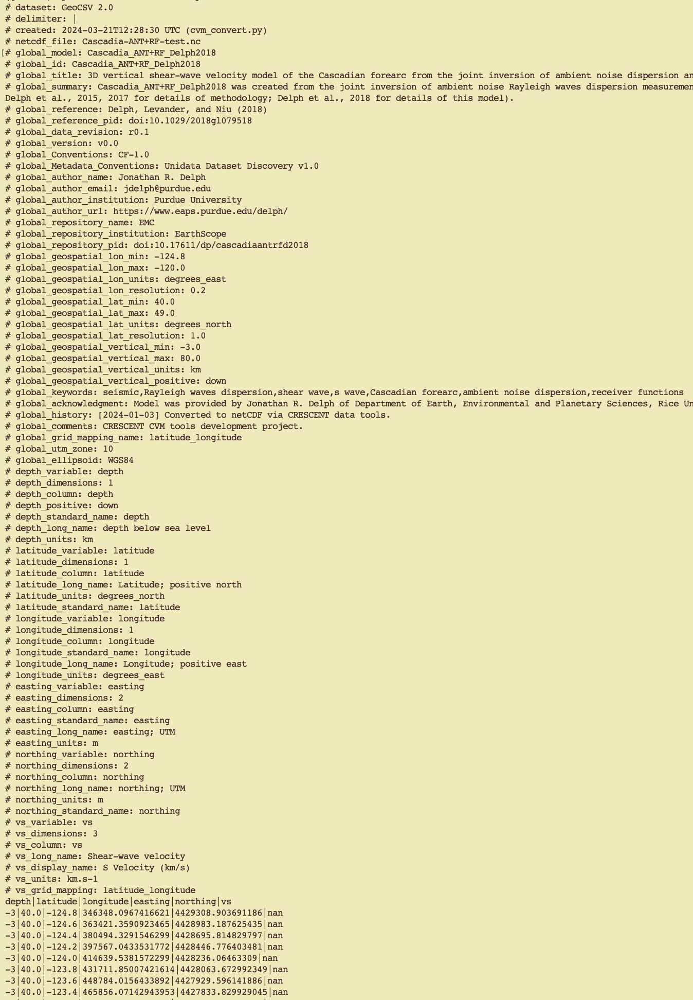 # dataset: GeoCSV 2.0
# delimiter: |
# created: 2024-03-21T12:28:30 UTC (cvm_convert.py)
# netcdf_file: Cascadia-ANT+RF-test.nc
[# global_model: Cascadia_ANT+RF_Delph2018
# global_id: Cascadia_ANT+RF_Delph2018
# global_title: 3D vertical shear-wave velocity model of the Cascadian forearc from the joint inversion of ambient noise dispersion an
# global_summary: Cascadia_ANT+RF_Delph2018 was created from the joint inversion of ambient noise Rayleigh waves dispersion measuremen
Delph et al., 2015, 2017 for details of methodology; Delph et al., 2018 for details of this model).
# global_reference: Delph, Levander, and Niu (2018)
# global_reference_pid: doi:10.1029/2018gl079518
# global_data_revision: r0.1
# global_version: v0.0
# global_Conventions: CF-1.0
# global_Metadata_Conventions: Unidata Dataset Discovery v1.0
# global_author_name: Jonathan R. Delph
# global_author_email: jdelph@purdue.edu
# global_author_institution: Purdue University
# global_author_url: https://www.eaps.purdue.edu/delph/
# global_repository_name: EMC
# global_repository_institution: EarthScope
# global_repository_pid: doi:10.17611/dp/cascadiaantrfd2018
# global_geospatial_lon_min: -124.8
# global_geospatial_lon_max: -120.0
# global_geospatial_lon_units: degrees_east
# global_geospatial_lon_resolution: 0.2
# global_geospatial_lat_min: 40.0
# global_geospatial_lat_max: 49.0
# global_geospatial_lat_units: degrees_north
# global_geospatial_lat_resolution: 1.0
# global_geospatial_vertical_min: -3.0
# global_geospatial_vertical_max: 80.0
# global_geospatial_vertical_units: km
# global_geospatial_vertical_positive: down
# global_keywords: seismic,Rayleigh waves dispersion,shear wave,s wave,Cascadian forearc,ambient noise dispersion,receiver functions
# global_acknowledgment: Model was provided by Jonathan R. Delph of Department of Earth, Environmental and Planetary Sciences, Rice Un
# global_history: [2024-01-03] Converted to netCDF via CRESCENT data tools.
# global_comments: CRESCENT CVM tools development project.
# global_grid_mapping_name: latitude_longitude
# global_utm_zone: 10
# global_ellipsoid: WGS84
# depth_variable: depth
# depth_dimensions: 1
# depth_column: depth
# depth_positive: down
# depth_standard_name: depth
# depth_long_name: depth below sea level
# depth_units: km
# latitude_variable: latitude
# latitude_dimensions: 1
# latitude_column: latitude
# latitude_long_name: Latitude; positive north
# latitude_units: degrees_north
# latitude_standard_name: latitude
# longitude_variable: longitude
# longitude_dimensions: 1
# longitude_column: longitude
# longitude_standard_name: longitude
# longitude_long_name: Longitude; positive east
# longitude_units: degrees_east
# easting_variable: easting
# easting_dimensions: 2
# easting_column: easting
# easting_standard_name: easting
# easting_long_name: easting; UTM
# easting_units: m
# northing_variable: northing
# northing_dimensions: 2
# northing_column: northing
# northing_long_name: northing; UTM
# northing_units: m
# northing_standard_name: northing
# vs_variable: vs
# vs_dimensions: 3
# vs_column: vs
# vs_long_name: Shear-wave velocity
# vs_display_name: S Velocity (km/s)
# vs_units: km.s-1
# vs_grid_mapping: latitude_longitude
depth|latitude|longitude|easting|northing|vs
-3|40.0|-124.8|346348.0967416621|4429308.903691186|nan
-3|40.0|-124.6|363421.3590923465|4428983.187625435|nan
-3|40.0|-124.4|380494.3291546299|4428695.814829797|nan
-3|40.0|-124.2|397567.0433531772|4428446.776403481|nan
-3|40.0|-124.0|414639.5381572299|4428236.06463309|nan
-3|40.0|-123.8|431711.85007421614|4428063.672992349|nan
-3|40.0|-123.6|448784.0156433892|4427929.596141886|nan
-3|40.0|-123.4|465856.07142943953|4427833.829929045|nan